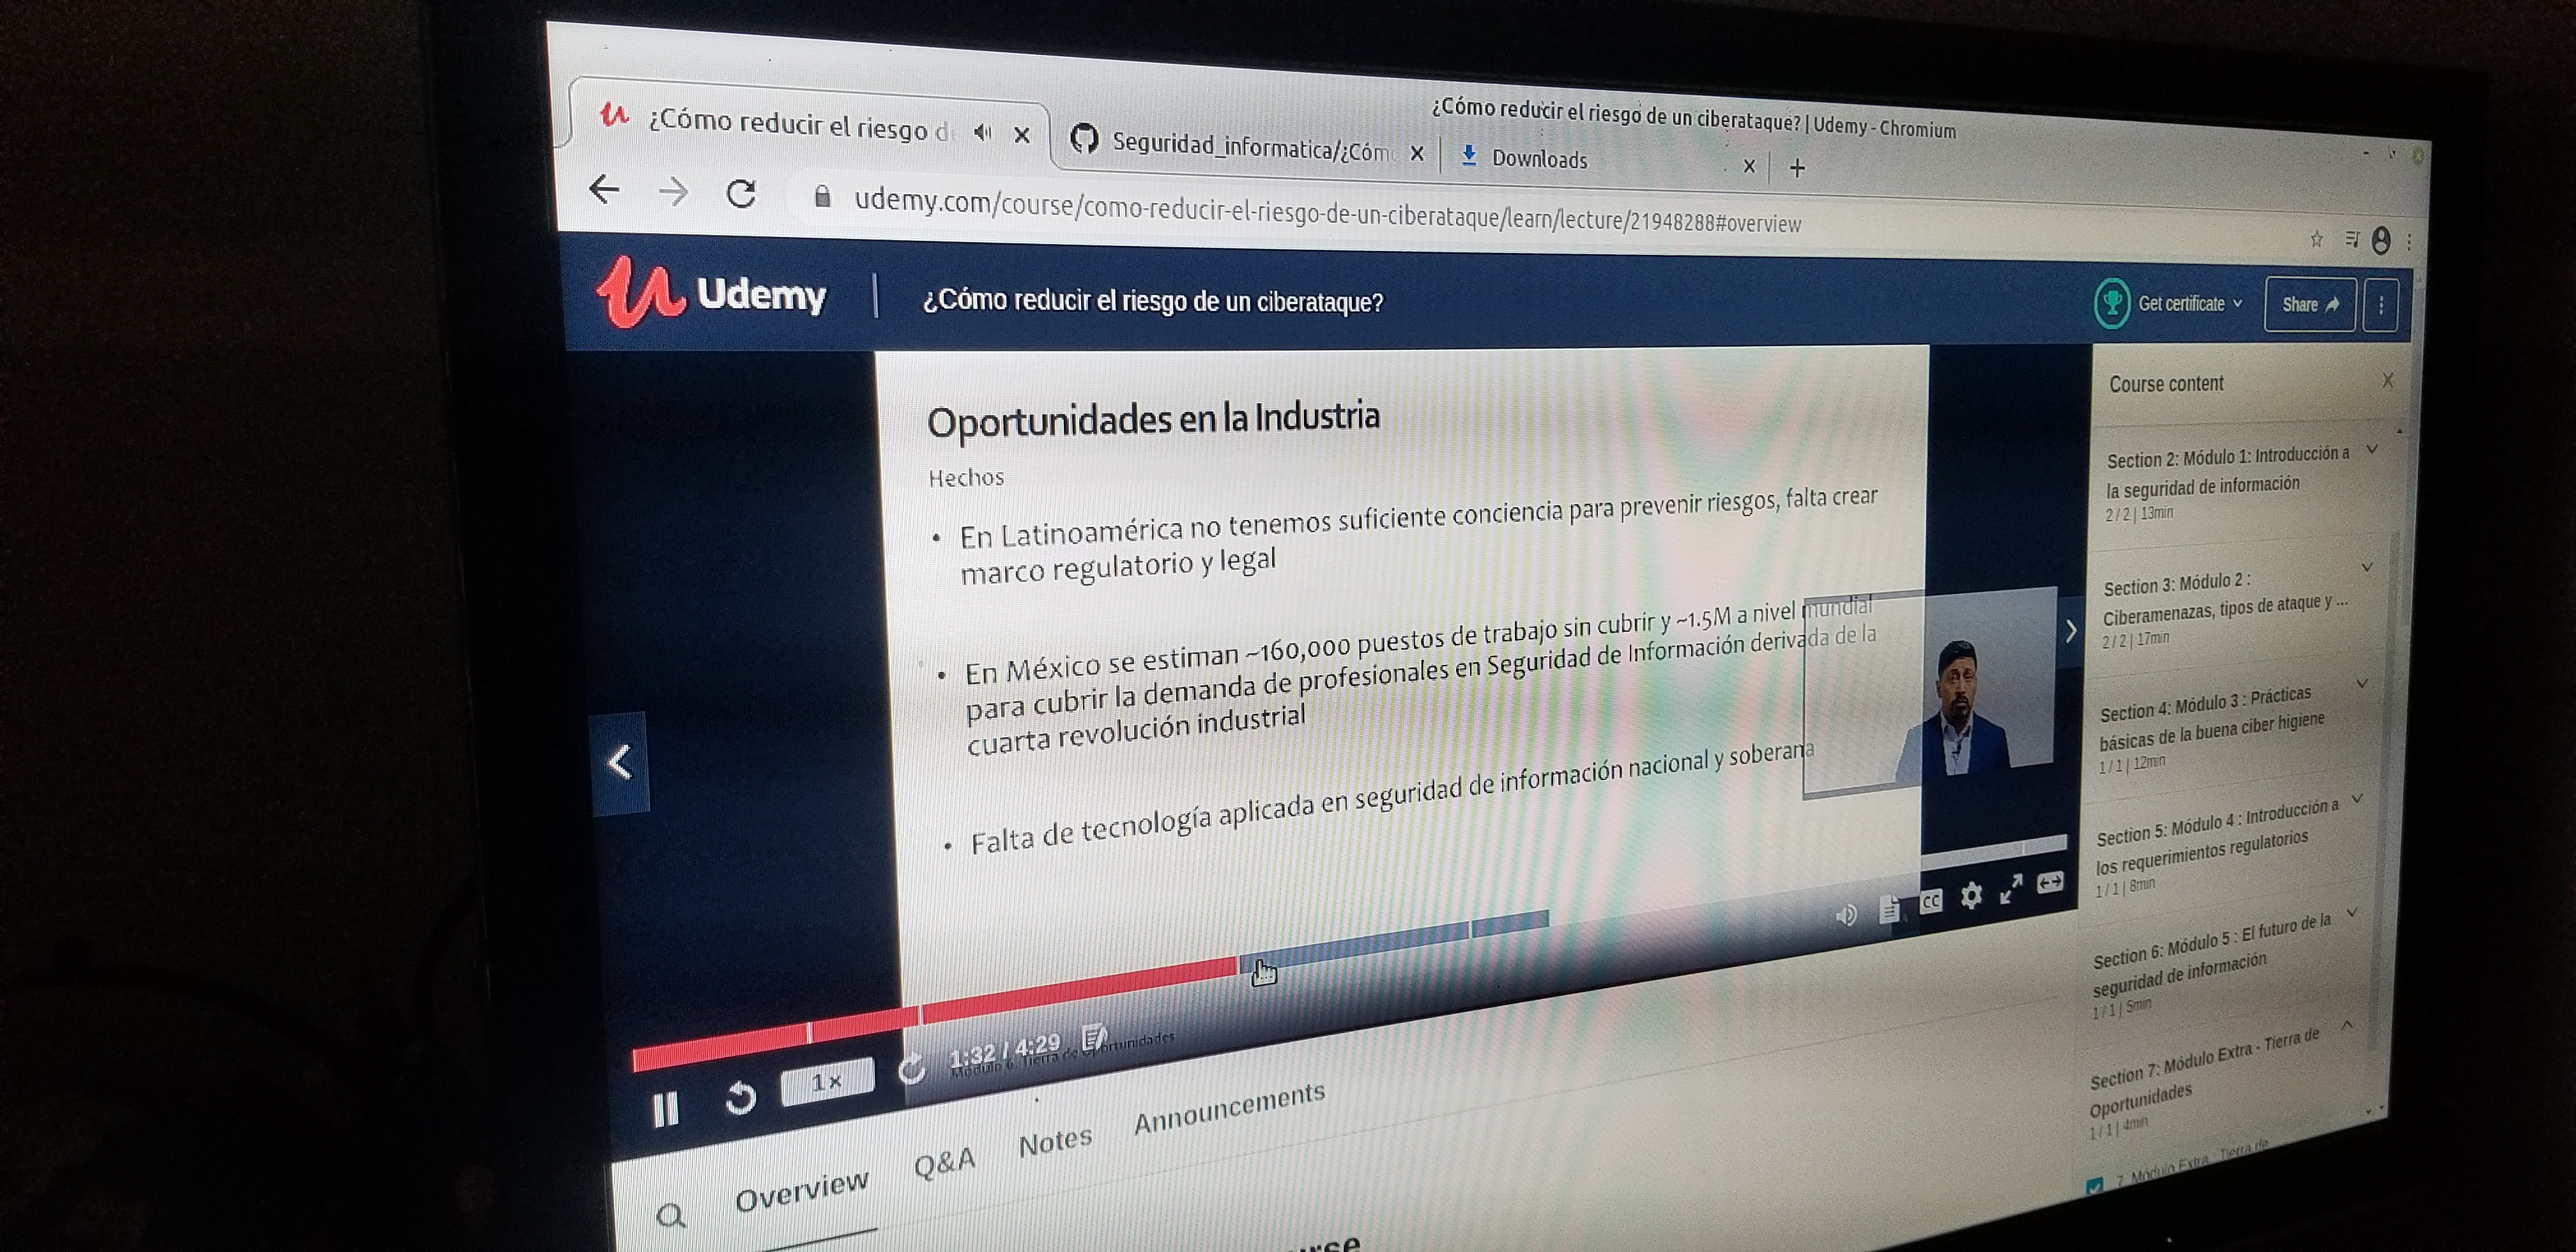 ¿Cómo reducir el riesgo de un ciberataque? | Udemy - Chromium
¿Cómo reducir el riesgo d
Seguridad_informatica/¿Cóm
Downloads
udemy.com/course/como-reducir-el-riesgo-de-un-ciberataque/learn/lecture/21948288#overview
Udemy
¿Cómo reducir el riesgo de un ciberataque?
Get certificate
Share
Oportunidades en la Industria
Hechos
• En Latinoamérica no tenemos suficiente conciencia para prevenir riesgos, falta crear
marco regulatorio y legal
• En México se estiman ~160,000 puestos de trabajo sin cubrir y ~1.5M a nivel mundial
para cubrir la demanda de profesionales en Seguridad de Información derivada de la
cuarta revolución industrial
• Falta de tecnología aplicada en seguridad de información nacional y soberana
1x
1:32 / 4:29
Módulo 6 Tierra de Oportunidades
CC
Overview
Q&A
Notes
Announcements
Course content
Section 2: Módulo 1: Introducción a
la seguridad de información
2 / 2 | 13min
Section 3: Módulo 2 :
Ciberamenazas, tipos de ataque y ...
2 / 2 | 17min
Section 4: Módulo 3 : Prácticas
básicas de la buena ciber higiene
1 / 1 | 12min
Section 5: Módulo 4 : Introducción a
los requerimientos regulatorios
1 / 1 | 8min
Section 6: Módulo 5 : El futuro de la
seguridad de información
1 / 1 | 5min
Section 7: Módulo Extra - Tierra de
Oportunidades
1 / 1 | 4min
7. Módulo Extra - Tierra de